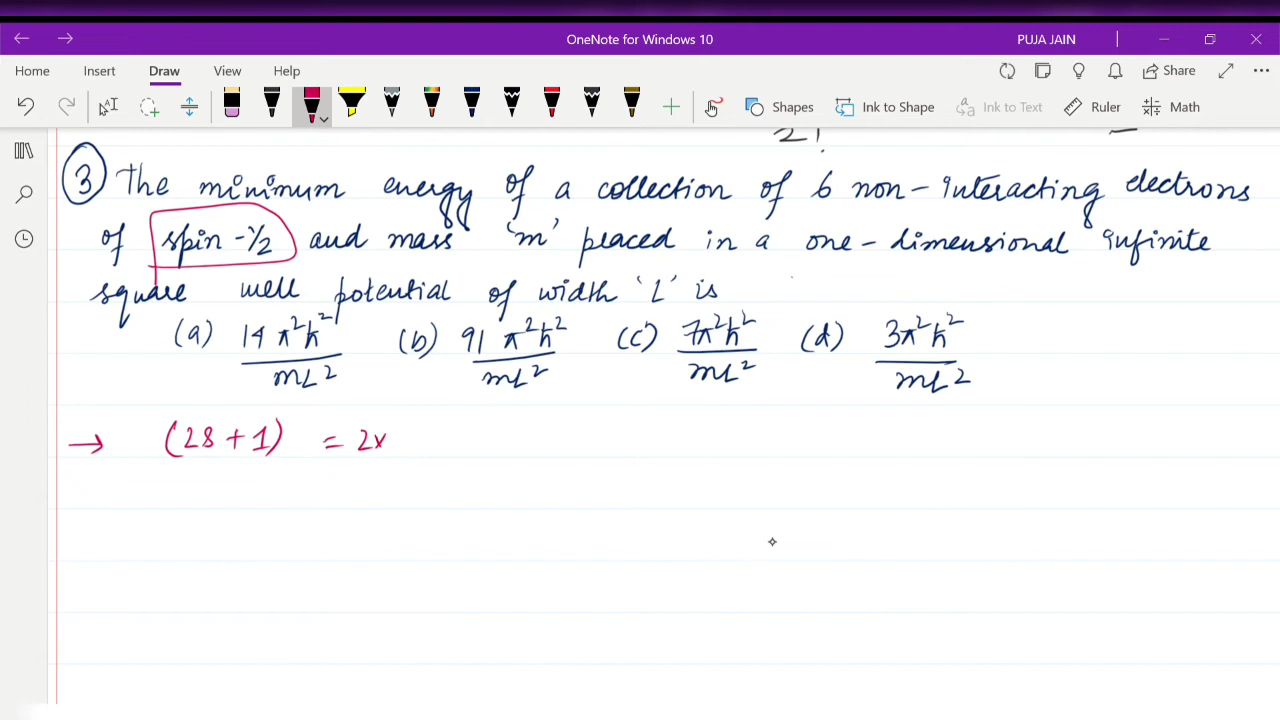 OneNote for Windows 10
PUJA JAIN
Home Insert Draw View Help
Share
Shapes Ink to Shape Ink to Text Ruler Math
2!
③ The minimum energy of a collection of 6 non-interacting electrons
of spin-1/2 and mass 'm' placed in a one-dimensional infinite
square well potential of width 'L' is
(a) 14 π²ħ² / mL² (b) 91 π²ħ² / mL² (c) 7π²ħ² / mL² (d) 3π²ħ² / mL²
→ (2s+1) = 2x